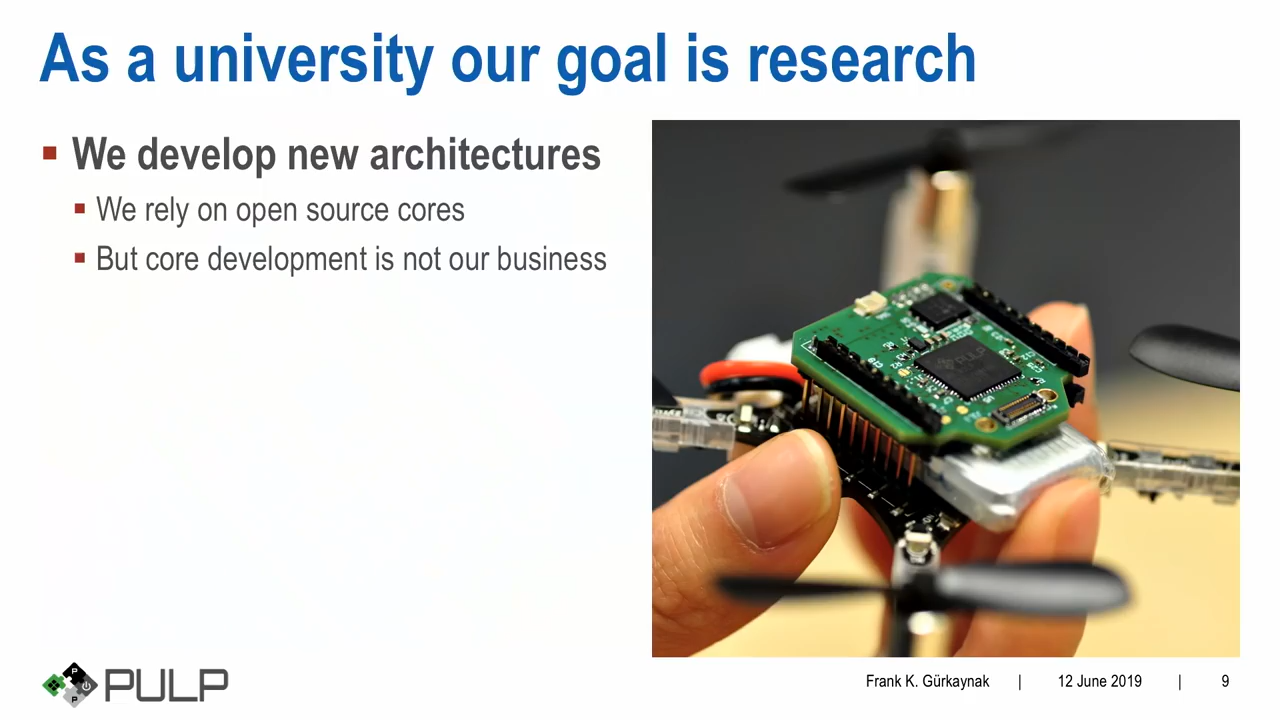 As a university our goal is research
We develop new architectures
We rely on open source cores
But core development is not our business
PULP
P
P
P
PULP
Frank K. Gürkaynak | 12 June 2019 | 9